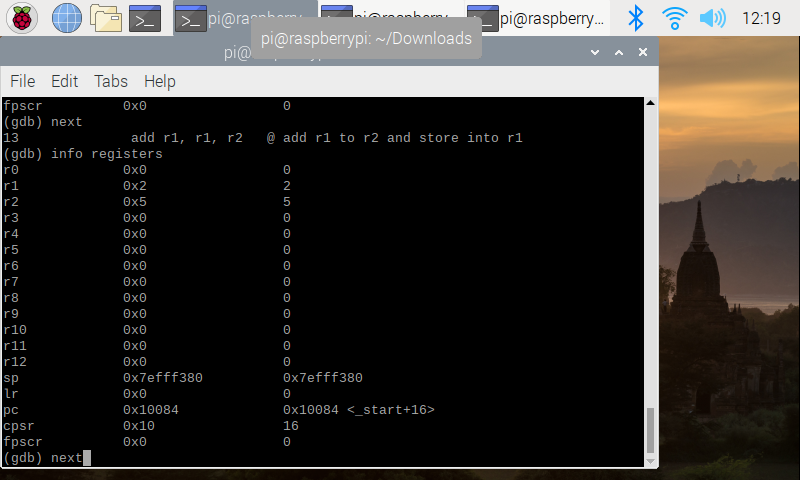 pi@raspberry...
pi@raspberry...
pi@raspberry...
12:19
pi@raspberrypi: ~/Downloads
File Edit Tabs Help
fpscr 0x0 0
(gdb) next
13 add r1, r1, r2 @ add r1 to r2 and store into r1
(gdb) info registers
r0 0x0 0
r1 0x2 2
r2 0x5 5
r3 0x0 0
r4 0x0 0
r5 0x0 0
r6 0x0 0
r7 0x0 0
r8 0x0 0
r9 0x0 0
r10 0x0 0
r11 0x0 0
r12 0x0 0
sp 0x7efff380 0x7efff380
lr 0x0 0
pc 0x10084 0x10084 <_start+16>
cpsr 0x10 16
fpscr 0x0 0
(gdb) next